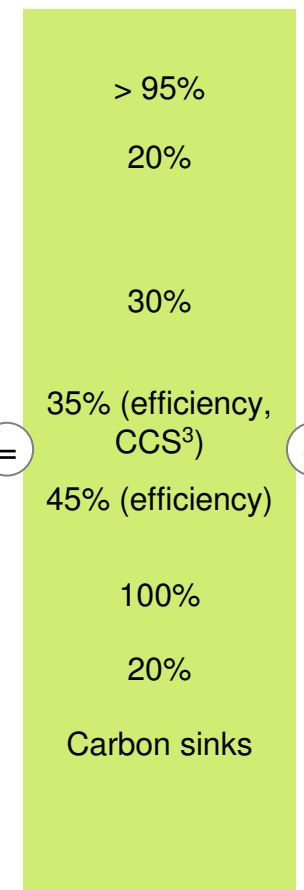 > 95%
20%
30%
35% (efficiency,
CCS³)
=
45% (efficiency)
100%
20%
Carbon sinks